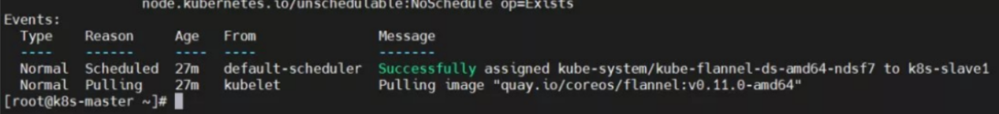 node.kubernetes.io/unschedulable:NoSchedule op=Exists
Events:
Type Reason Age From Message
---- ------ ---- ---- -------
Normal Scheduled 27m default-scheduler Successfully assigned kube-system/kube-flannel-ds-amd64-ndsf7 to k8s-slave1
Normal Pulling 27m kubelet Pulling image "quay.io/coreos/flannel:v0.11.0-amd64"
[root@k8s-master ~]#